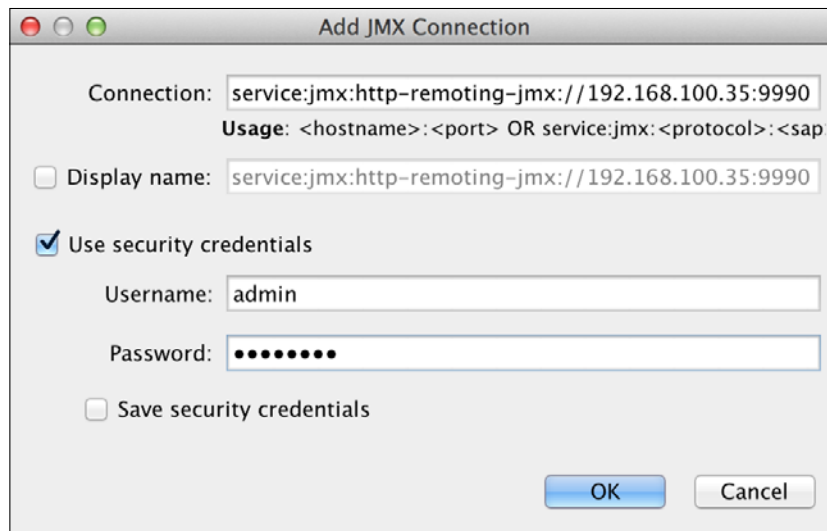 Add JMX Connection
Connection: service:jmx:http-remoting-jmx://192.168.100.35:9990
Usage: <hostname>:<port> OR service:jmx:<protocol>:<sap:
Display name: service:jmx:http-remoting-jmx://192.168.100.35:9990
Use security credentials
Username: admin
Password: ••••••••
Save security credentials
OK Cancel